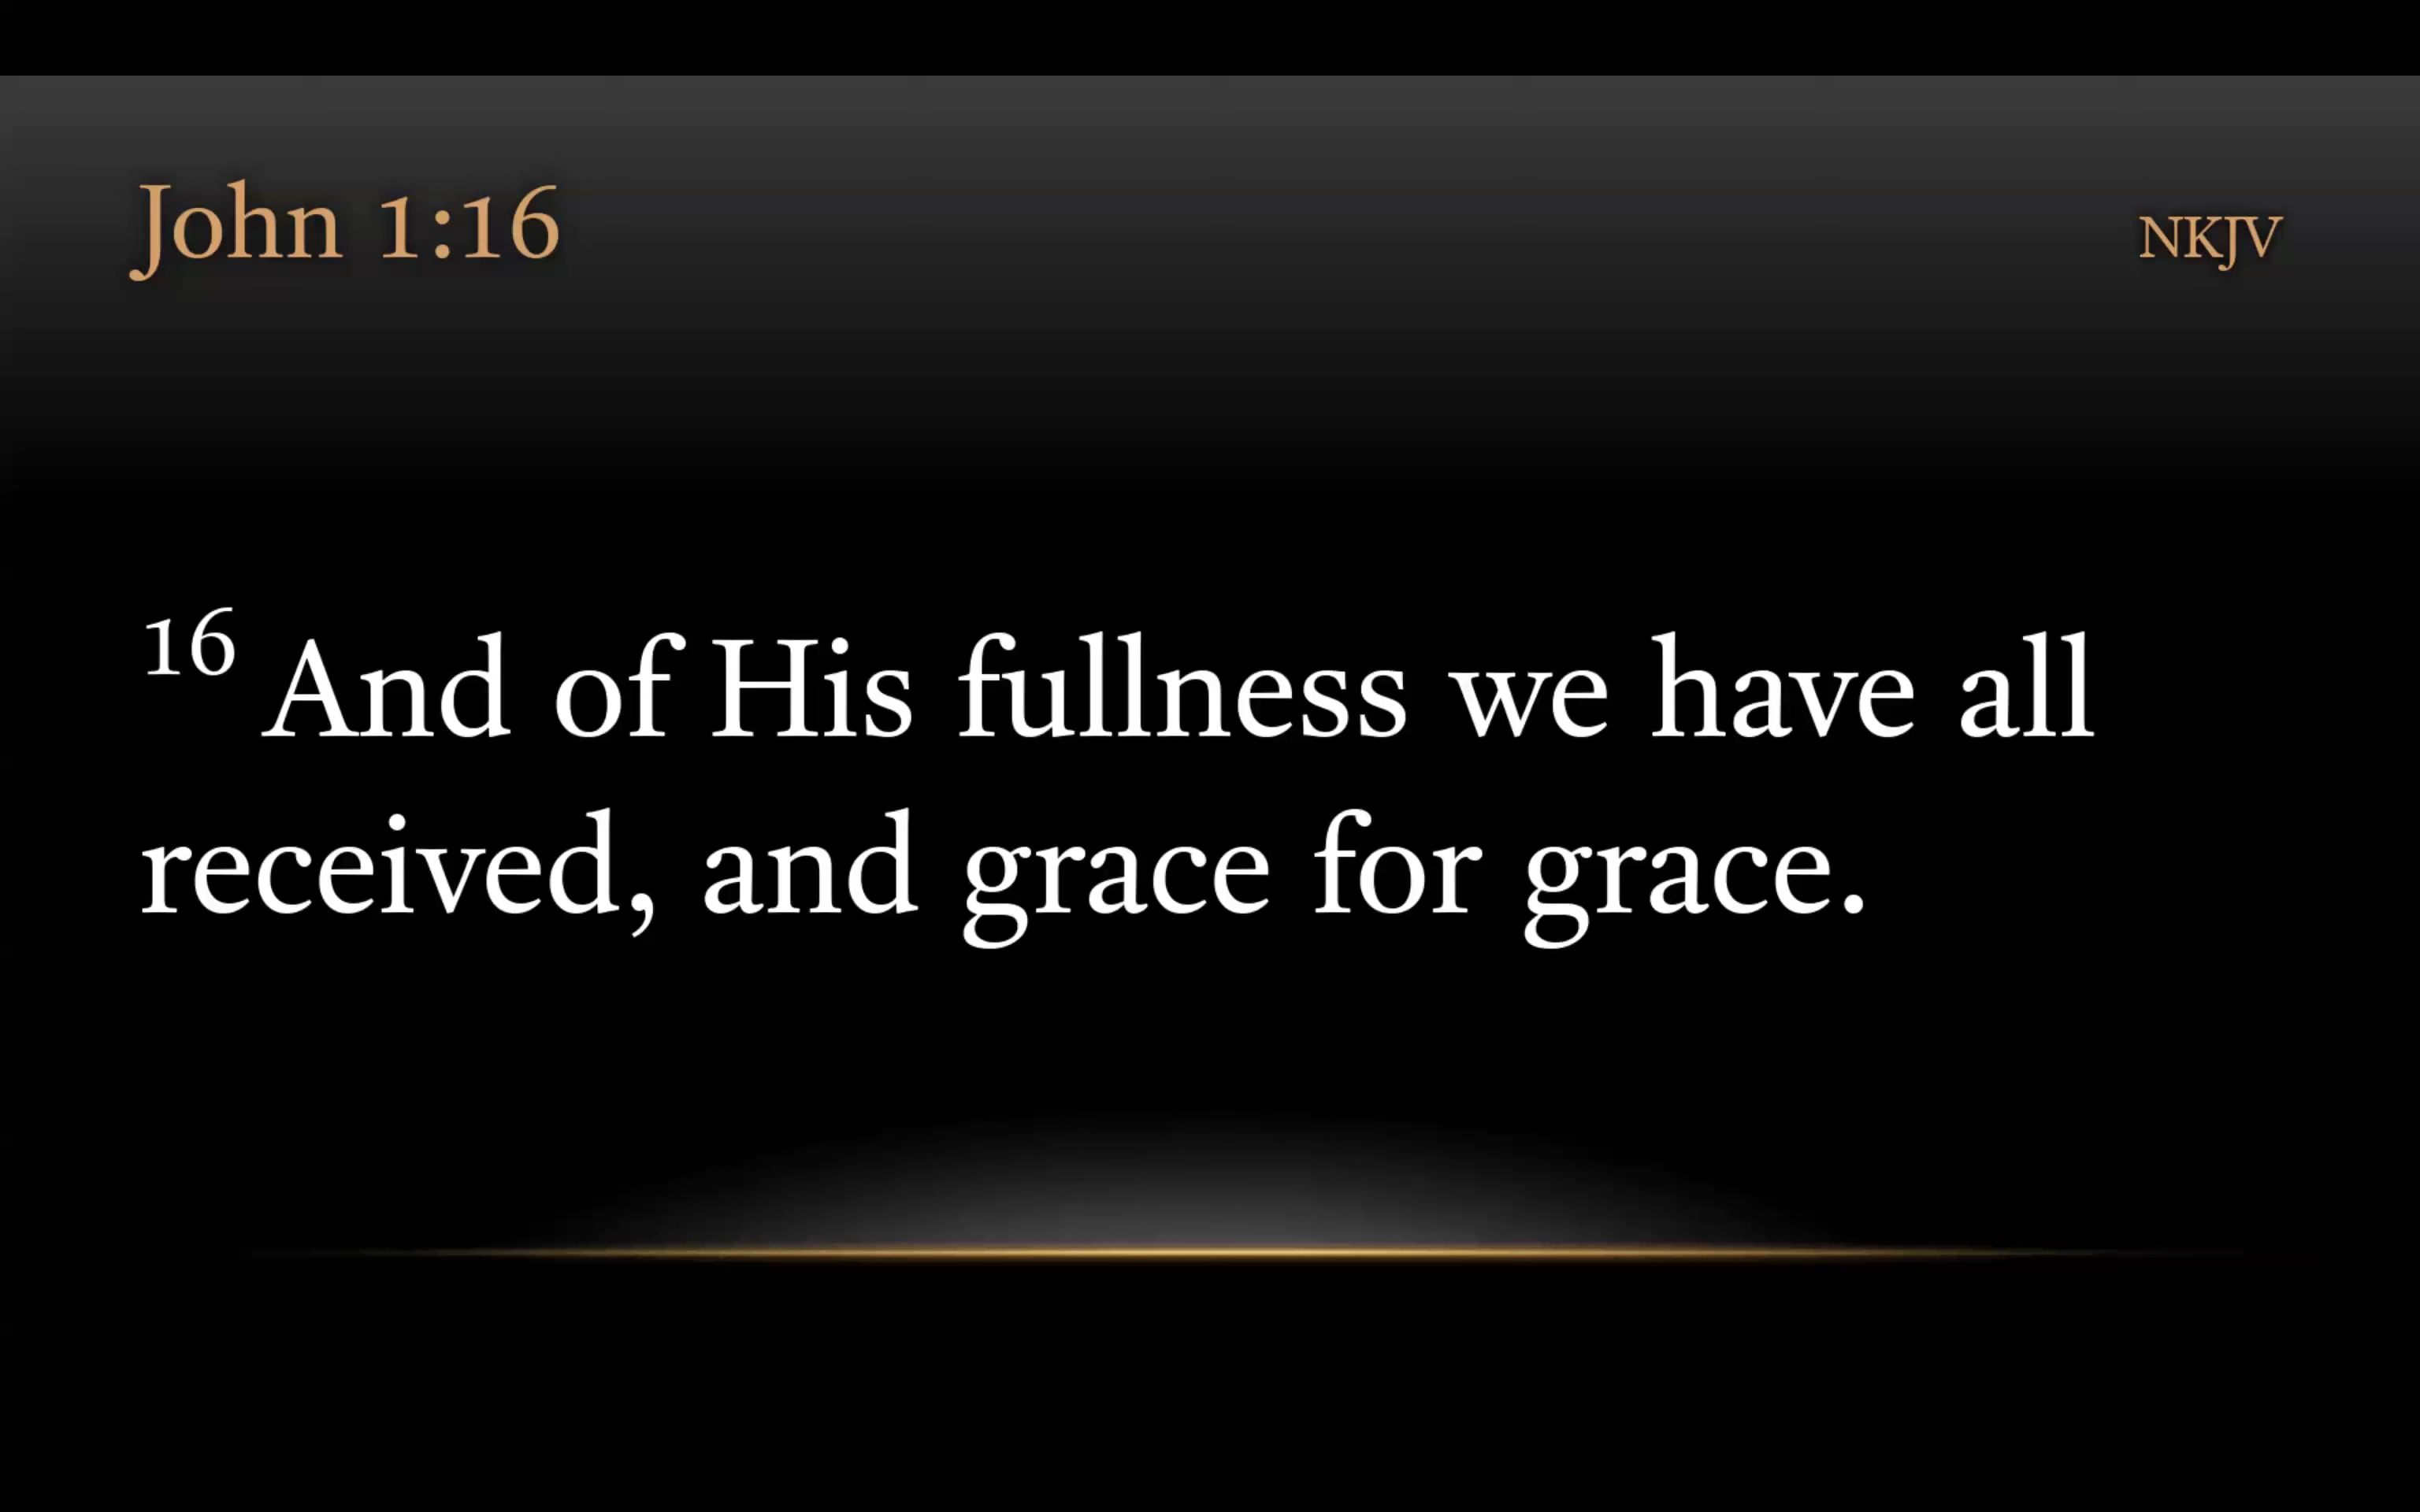 John 1:16
NKJV
16 And of His fullness we have all
received, and grace for grace.